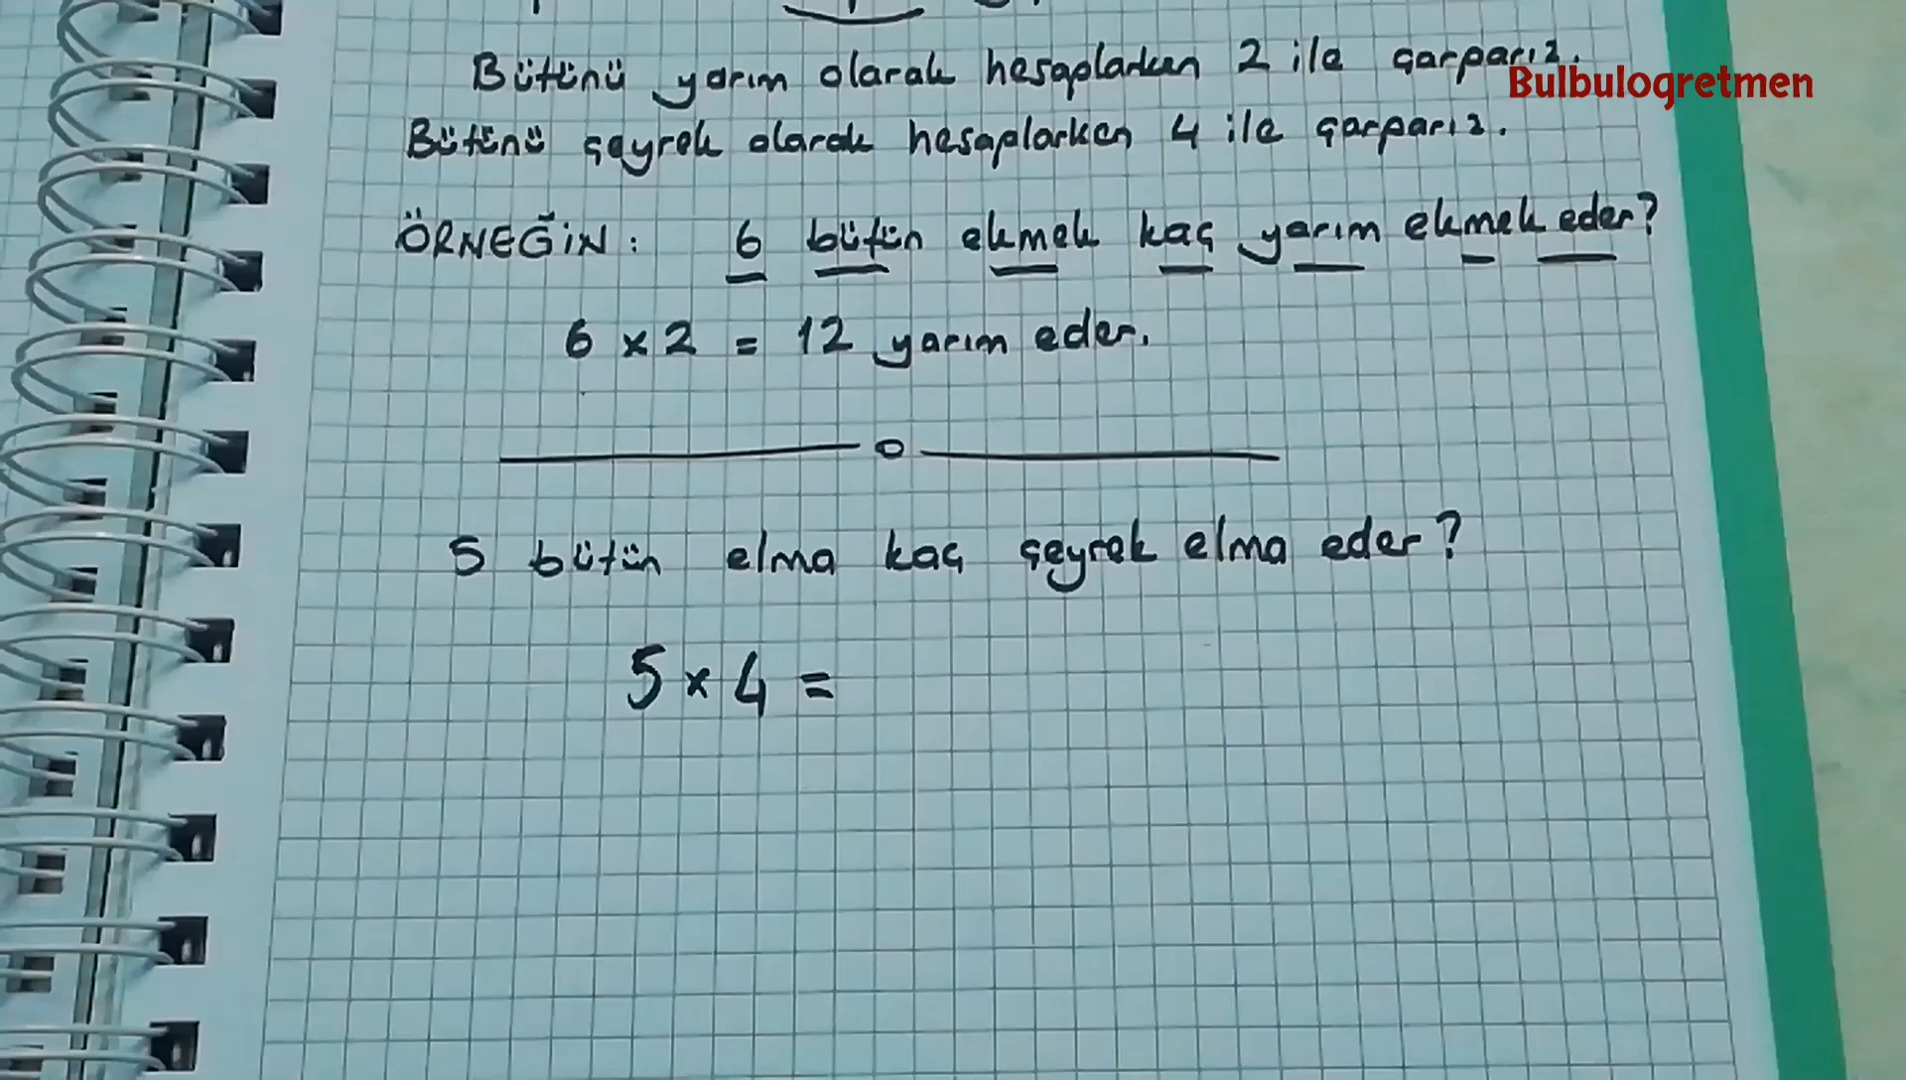 Bütünü yarım olarak hesaplarken 2 ile çarparız.
Bulbulogretmen
Bütünü çeyrek olarak hesaplarken 4 ile çarparız.
ÖRNEĞİN: 6 bütün ekmek kaç yarım ekmek eder?
6 x 2 = 12 yarım eder.
5 bütün elma kaç çeyrek elma eder?
5 x 4 =